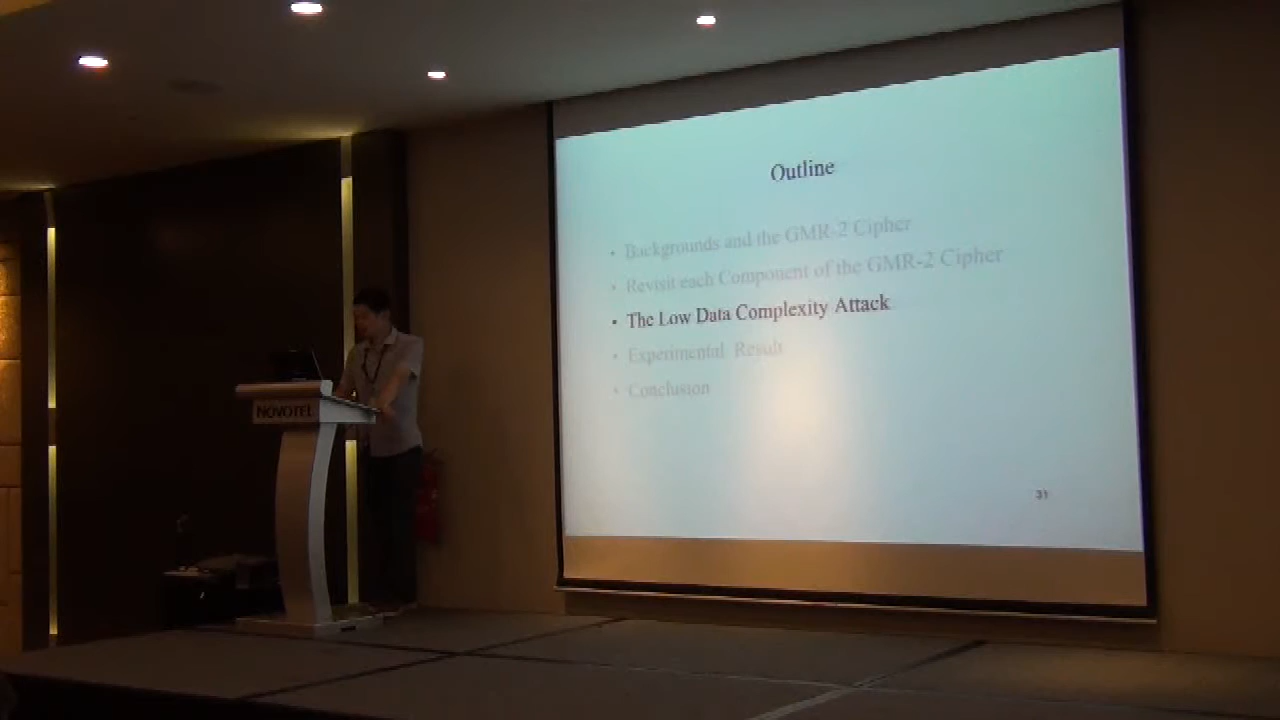 Outline
• Backgrounds and the GMR-2 Cipher
• Revisit each Component of the GMR-2 Cipher
• The Low Data Complexity Attack
• Experimental Result
• Conclusion
31
NOVOTEL